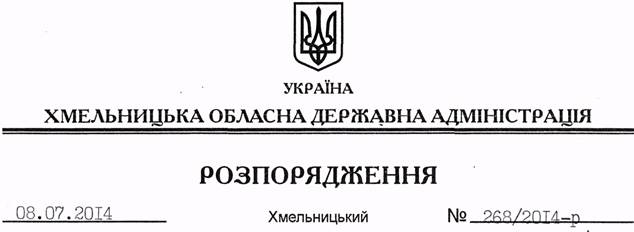 УКРАЇНА
ХМЕЛЬНИЦЬКА ОБЛАСНА ДЕРЖАВНА АДМІНІСТРАЦІЯ
РОЗПОРЯДЖЕННЯ
08.07.2014 Хмельницький № 268/2014-р